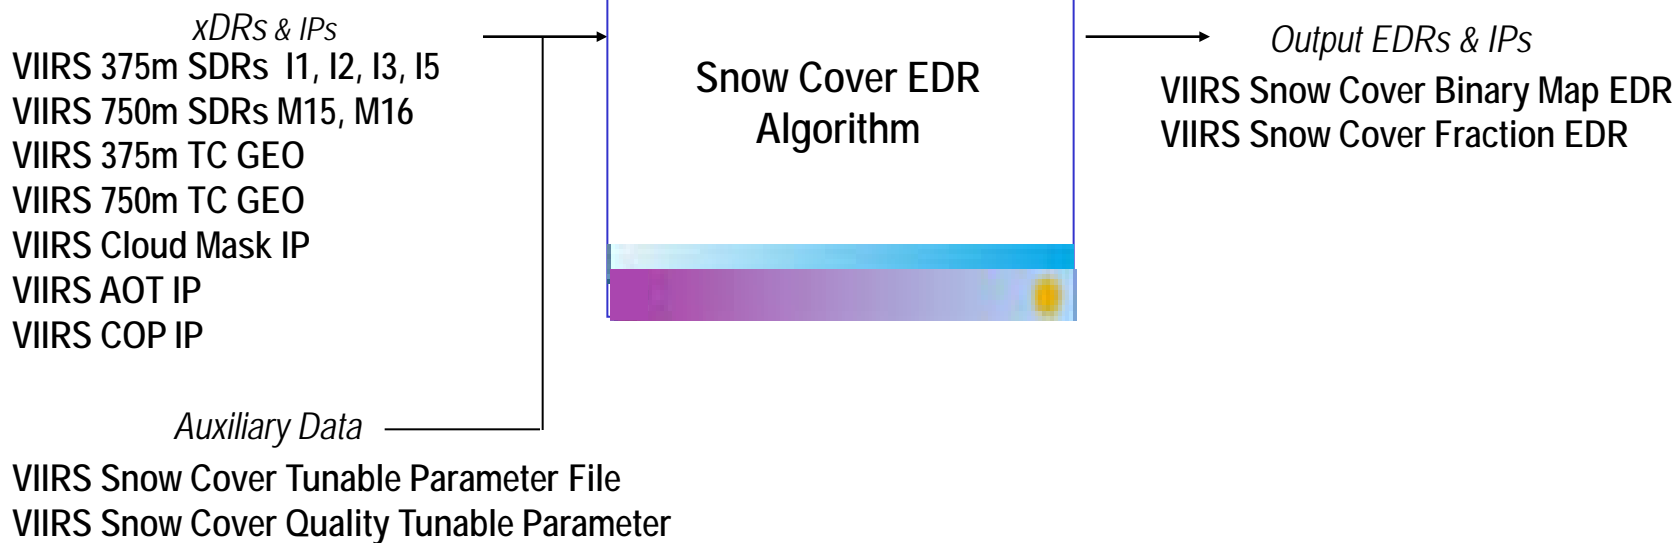 xDRs & IPs
VIIRS 375m SDRs I1, I2, I3, I5
VIIRS 750m SDRs M15, M16
VIIRS 375m TC GEO
VIIRS 750m TC GEO
VIIRS Cloud Mask IP
VIIRS AOT IP
VIIRS COP IP
Auxiliary Data
VIIRS Snow Cover Tunable Parameter File
VIIRS Snow Cover Quality Tunable Parameter
Snow Cover EDR
Algorithm
Output EDRs & IPs
VIIRS Snow Cover Binary Map EDR
VIIRS Snow Cover Fraction EDR